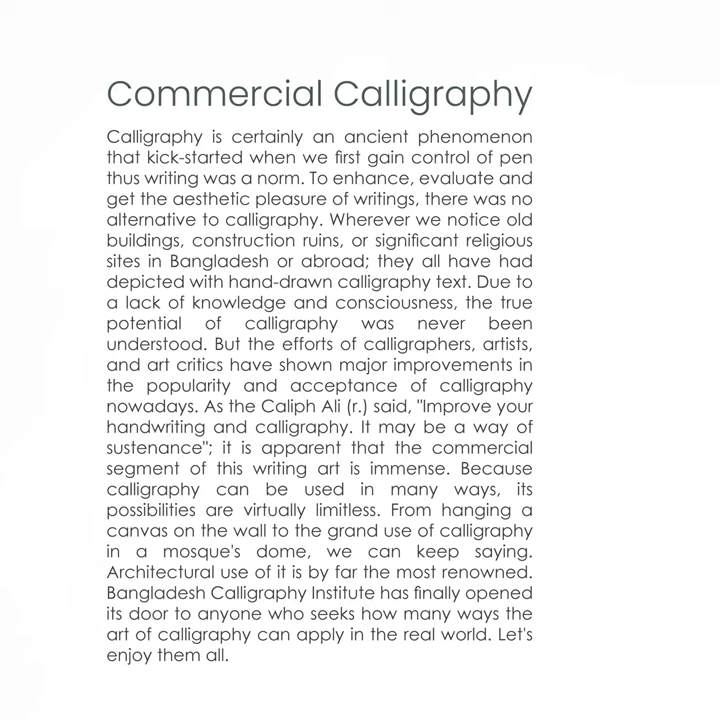 Commercial Calligraphy
Calligraphy is certainly an ancient phenomenon
that kick-started when we first gain control of pen
thus writing was a norm. To enhance, evaluate and
get the aesthetic pleasure of writings, there was no
alternative to calligraphy. Wherever we notice old
buildings, construction ruins, or significant religious
sites in Bangladesh or abroad; they all have had
depicted with hand-drawn calligraphy text. Due to
a lack of knowledge and consciousness, the true
potential of calligraphy was never been
understood. But the efforts of calligraphers, artists,
and art critics have shown major improvements in
the popularity and acceptance of calligraphy
nowadays. As the Caliph Ali (r.) said, "Improve your
handwriting and calligraphy. It may be a way of
sustenance"; it is apparent that the commercial
segment of this writing art is immense. Because
calligraphy can be used in many ways, its
possibilities are virtually limitless. From hanging a
canvas on the wall to the grand use of calligraphy
in a mosque's dome, we can keep saying.
Architectural use of it is by far the most renowned.
Bangladesh Calligraphy Institute has finally opened
its door to anyone who seeks how many ways the
art of calligraphy can apply in the real world. Let's
enjoy them all.